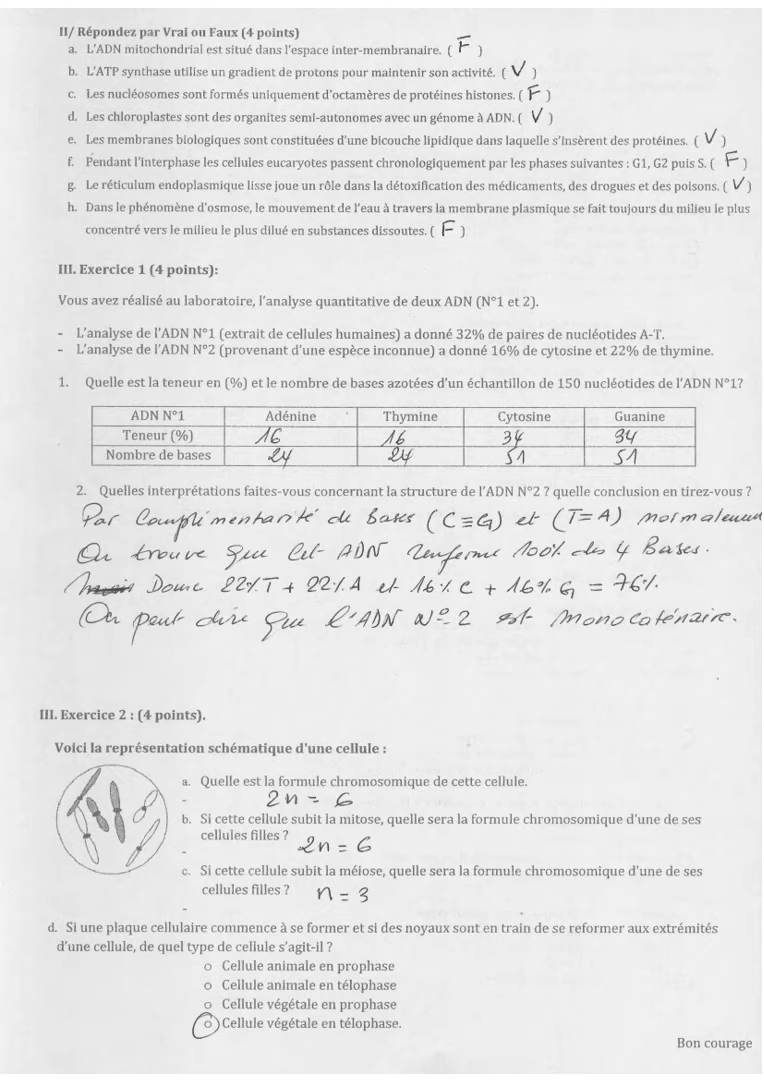 II/ Répondez par Vrai ou Faux (4 points)
a. L'ADN mitochondrial est situé dans l'espace inter-membranaire. ( F )
b. L'ATP synthase utilise un gradient de protons pour maintenir son activité. ( V )
c. Les nucléosomes sont formés uniquement d'octamères de protéines histones. ( F )
d. Les chloroplastes sont des organites semi-autonomes avec un génome à ADN. ( V )
e. Les membranes biologiques sont constituées d'une bicouche lipidique dans laquelle s'insèrent des protéines. ( V )
f. Pendant l'interphase les cellules eucaryotes passent chronologiquement par les phases suivantes : G1, G2 puis S. ( F )
g. Le réticulum endoplasmique lisse joue un rôle dans la détoxification des médicaments, des drogues et des poisons. ( V )
h. Dans le phénomène d'osmose, le mouvement de l'eau à travers la membrane plasmique se fait toujours du milieu le plus
concentré vers le milieu le plus dilué en substances dissoutes. ( F )
III. Exercice 1 (4 points):
Vous avez réalisé au laboratoire, l'analyse quantitative de deux ADN (N°1 et 2).
- L'analyse de l'ADN N°1 (extrait de cellules humaines) a donné 32% de paires de nucléotides A-T.
- L'analyse de l'ADN N°2 (provenant d'une espèce inconnue) a donné 16% de cytosine et 22% de thymine.
1. Quelle est la teneur en (%) et le nombre de bases azotées d'un échantillon de 150 nucléotides de l'ADN N°1?
ADN N°1 Adénine Thymine Cytosine Guanine
Teneur (%) 16 16 34 34
Nombre de bases 24 24 51 51
2. Quelles interprétations faites-vous concernant la structure de l'ADN N°2 ? quelle conclusion en tirez-vous ?
Par Complémentarité de Bases (C≡G) et (T=A) normalement
On trouve que Cet ADN renferme 100% des 4 Bases.
Donc 22% T + 22% A et 16% C + 16% G = 76%.
On peut dire que l'ADN N° 2 est monocaténaire.
III. Exercice 2 : (4 points).
Voici la représentation schématique d'une cellule :
a. Quelle est la formule chromosomique de cette cellule.
- 2n = 6
b. Si cette cellule subit la mitose, quelle sera la formule chromosomique d'une de ses
cellules filles ? 2n = 6
-
c. Si cette cellule subit la méiose, quelle sera la formule chromosomique d'une de ses
cellules filles ? n = 3
-
d. Si une plaque cellulaire commence à se former et si des noyaux sont en train de se reformer aux extrémités
d'une cellule, de quel type de cellule s'agit-il ?
o Cellule animale en prophase
o Cellule animale en télophase
o Cellule végétale en prophase
o Cellule végétale en télophase.
Bon courage